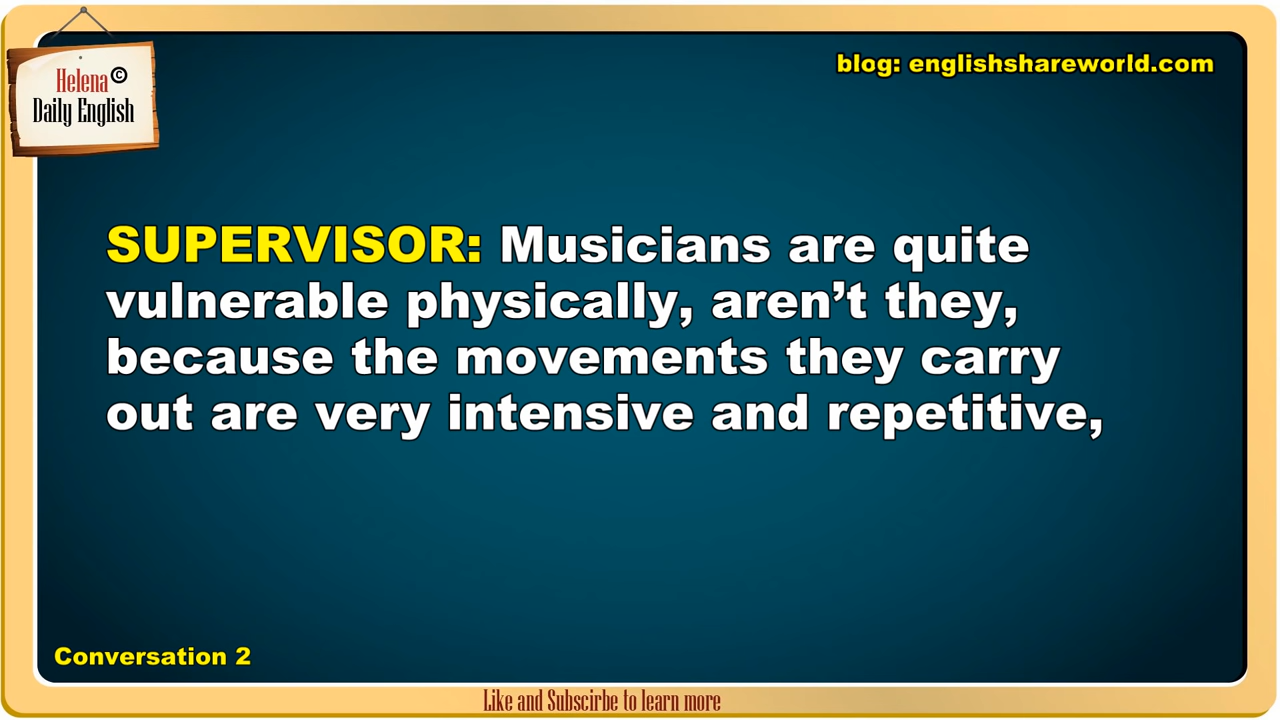 Helena ©
Daily English
blog: englishshareworld.com
SUPERVISOR: Musicians are quite
vulnerable physically, aren’t they,
because the movements they carry
out are very intensive and repetitive,
Conversation 2
Like and Subscirbe to learn more